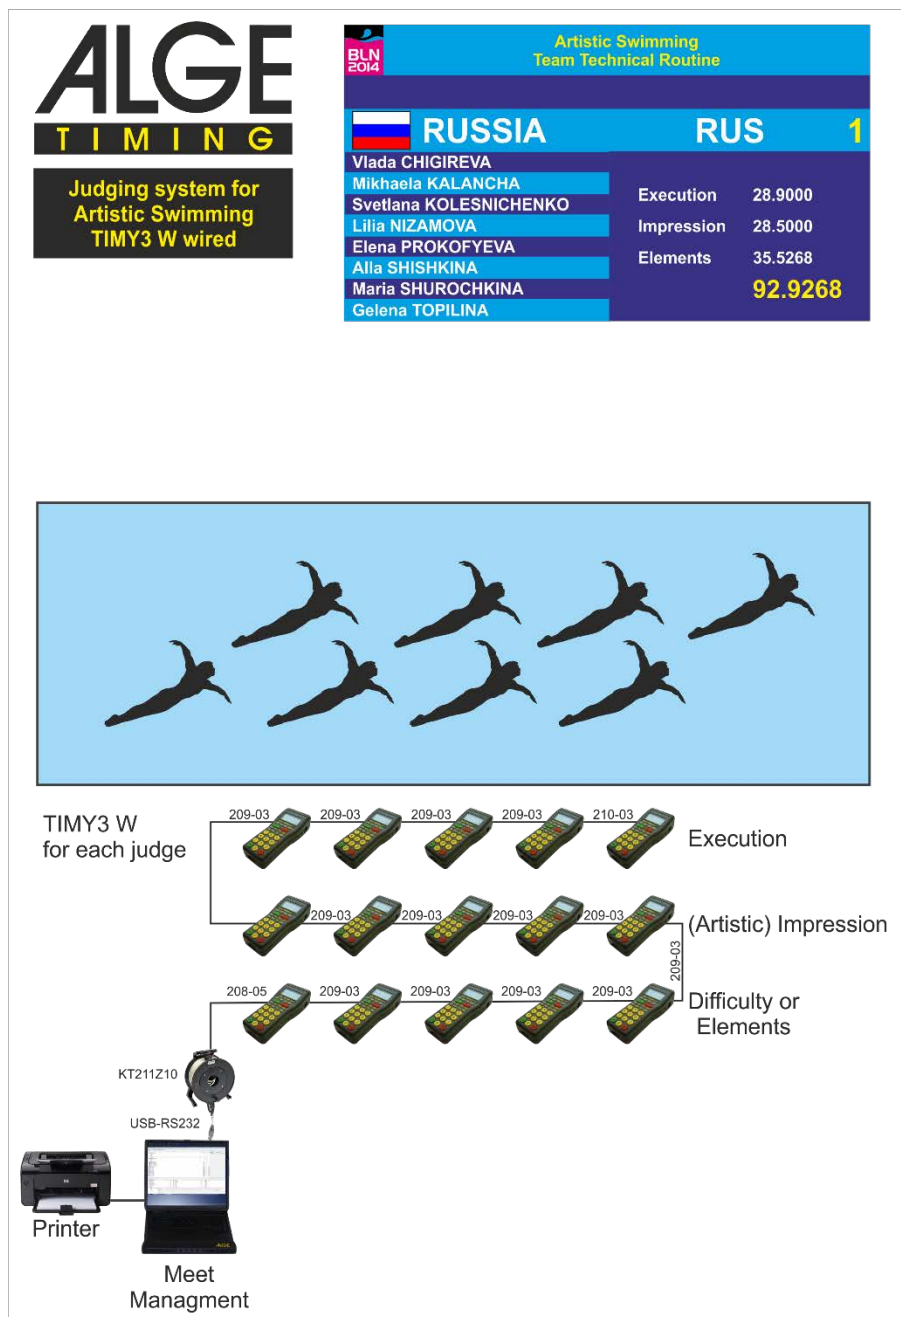 ALGE
TIMING
Judging system for
Artistic Swimming
TIMY3 W wired
BLN
2014
Artistic Swimming
Team Technical Routine
RUSSIA RUS 1
Vlada CHIGIREVA
Mikhaela KALANCHA
Svetlana KOLESNICHENKO
Lilia NIZAMOVA
Elena PROKOFYEVA
Alla SHISHKINA
Maria SHUROCHKINA
Gelena TOPILINA
Execution 28.9000
Impression 28.5000
Elements 35.5268
92.9268
TIMY3 W
for each judge
209-03 209-03 209-03 209-03 210-03
Execution
209-03 209-03 209-03 209-03
(Artistic) Impression
209-03
208-05 209-03 209-03 209-03 209-03
Difficulty or
Elements
KT211Z10
USB-RS232
Printer
Meet
Managment